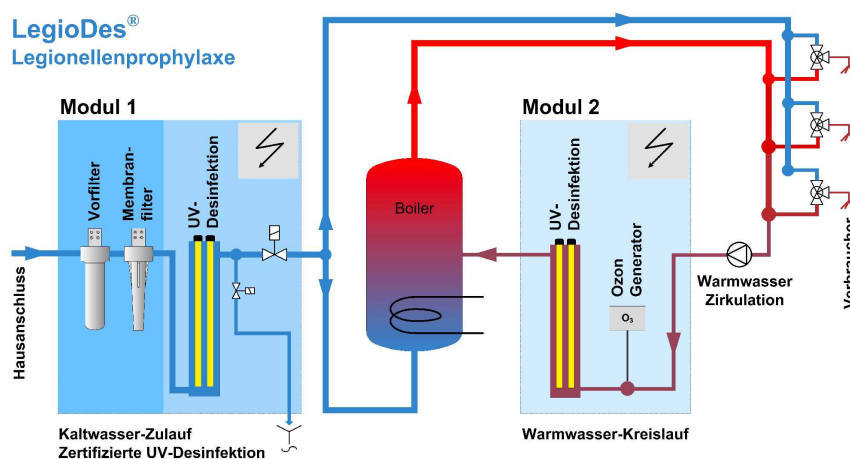 LegioDes®
Legionellenprophylaxe
Modul 1
Modul 2
Vorfilter
Membran-
filter
UV-
Desinfektion
Boiler
UV-
Desinfektion
Ozon
Generator
O₃
Hausanschluss
Warmwasser
Zirkulation
Verbraucher
Kaltwasser-Zulauf
Zertifizierte UV-Desinfektion
Warmwasser-Kreislauf